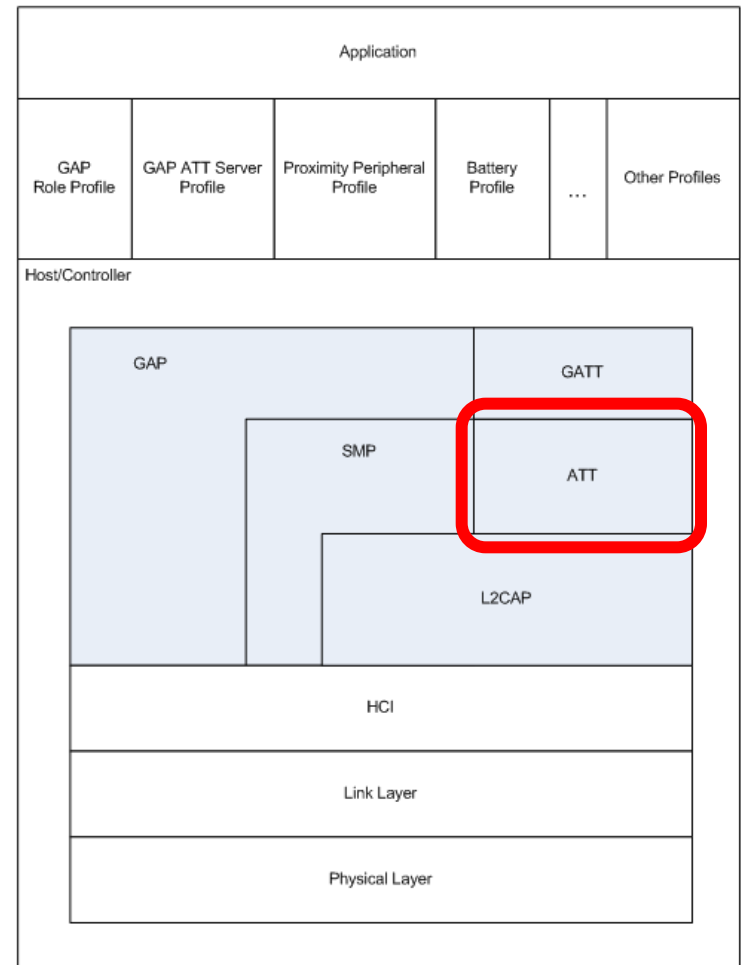 Application
GAP
Role Profile
GAP ATT Server
Profile
Proximity Peripheral
Profile
Battery
Profile
...
Other Profiles
Host/Controller
GAP
GATT
SMP
ATT
L2CAP
HCI
Link Layer
Physical Layer